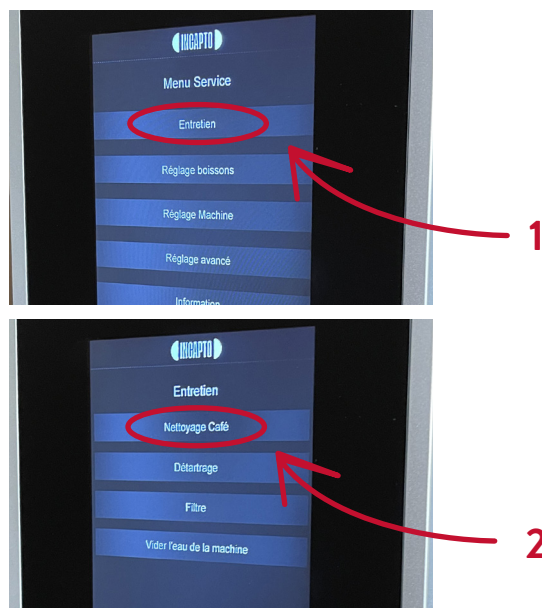 INCAPTO
Menu Service
Entretien
Réglage boissons
Réglage Machine
Réglage avancé
Information
1
INCAPTO
Entretien
Nettoyage Café
Détartrage
Filtre
Vider l'eau de la machine
2